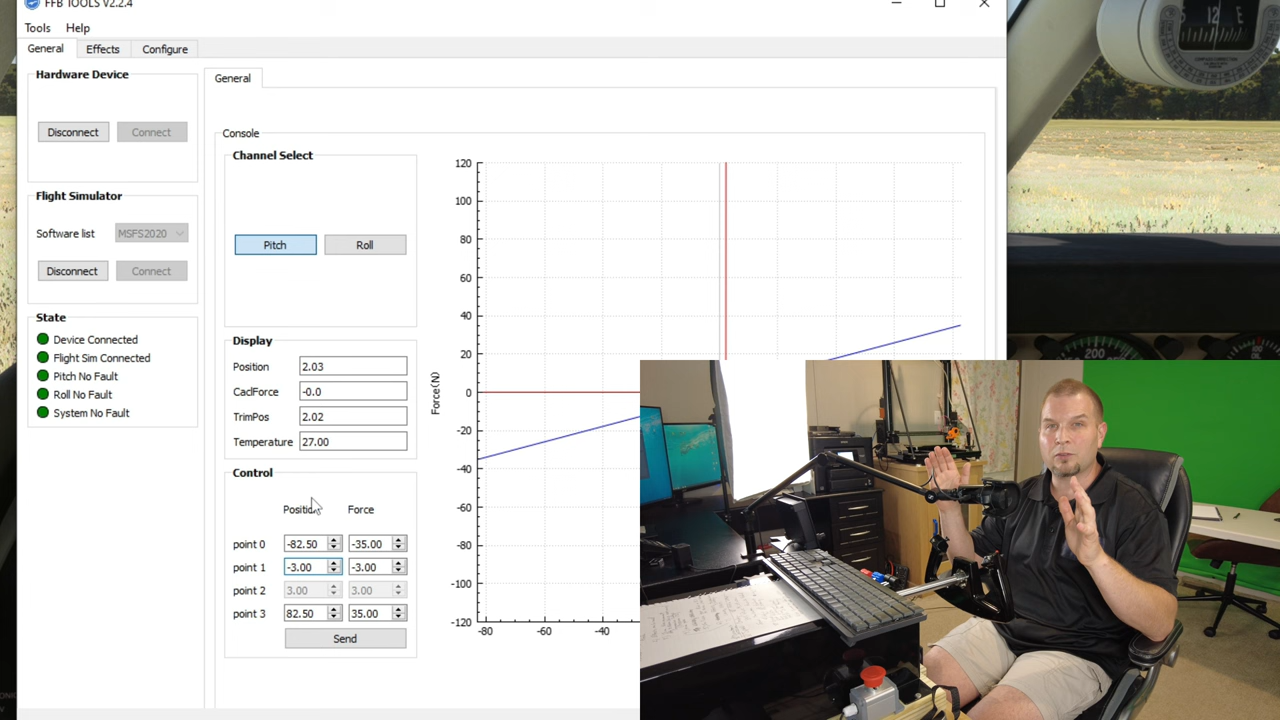 FFB TOOLS V2.2.4
Tools Help
General Effects Configure
Hardware Device
Disconnect Connect
Flight Simulator
Software list MSFS2020
Disconnect Connect
State
Device Connected
Flight Sim Connected
Pitch No Fault
Roll No Fault
System No Fault
General
Console
Channel Select
Pitch Roll
Display
Position 2.03
CaclForce -0.0
TrimPos 2.02
Temperature 27.00
Control
Position Force
point 0 -82.50 -35.00
point 1 -3.00 -3.00
point 2 3.00 3.00
point 3 82.50 35.00
Send
Force(N)
120
100
80
60
40
20
0
-20
-40
-60
-80
-100
-120
-80 -60 -40
S 12 E
200